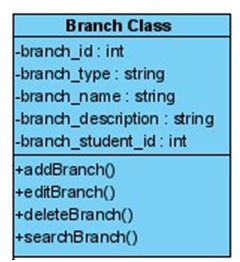 Branch Class
-branch_id : int
-branch_type : string
-branch_name : string
-branch_description : string
-branch_student_id : int
+addBranch()
+editBranch()
+deleteBranch()
+searchBranch()